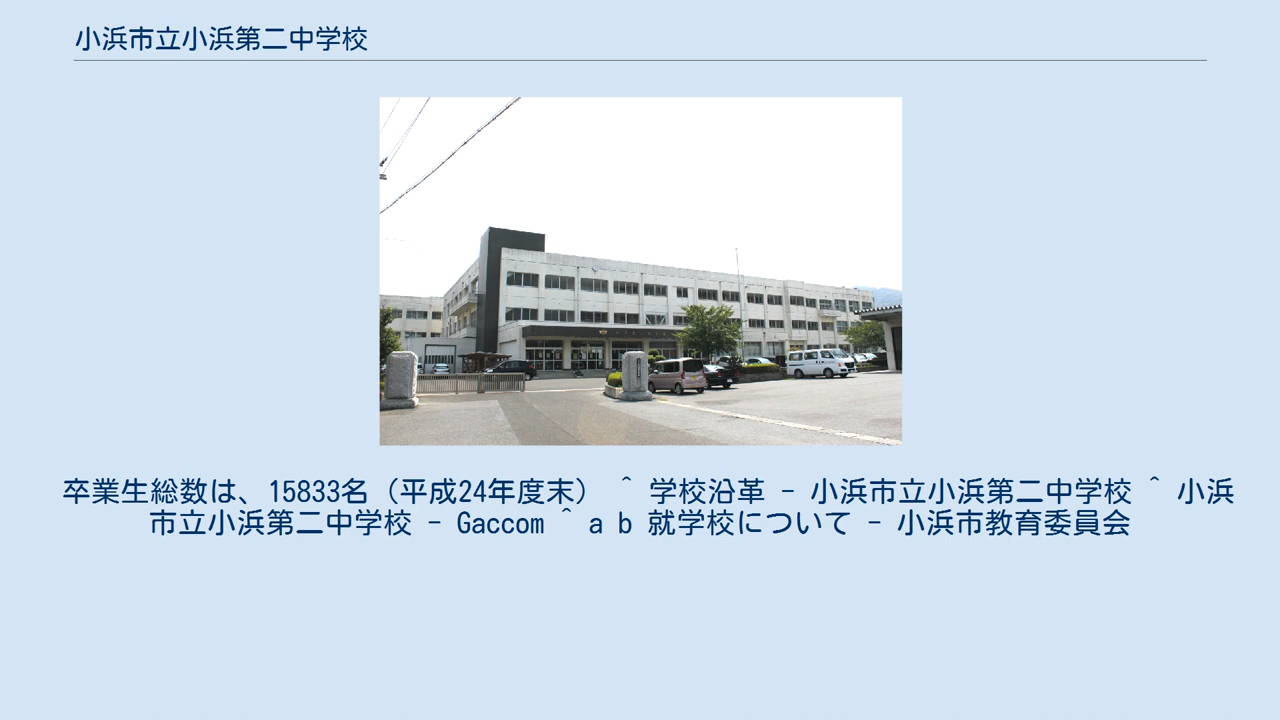 小浜市立小浜第二中学校
卒業生総数は、15833名（平成24年度末） ^ 学校沿革 - 小浜市立小浜第二中学校 ^ 小浜
市立小浜第二中学校 - Gaccom ^ a b 就学校について - 小浜市教育委員会